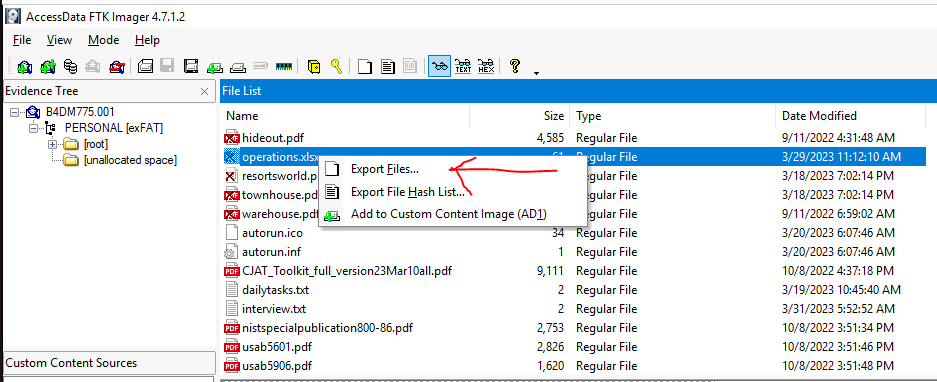 AccessData FTK Imager 4.7.1.2
File View Mode Help
TEXT HEX
Evidence Tree
B4DM775.001
PERSONAL [exFAT]
[root]
[unallocated space]
Custom Content Sources
File List
Name Size Type Date Modified
hideout.pdf 4,585 Regular File 9/11/2022 4:31:48 AM
operations.xlsx 61 Regular File 3/29/2023 11:12:10 AM
resortsworld.p Regular File 3/18/2023 7:02:14 PM
townhouse.pd Regular File 3/18/2023 7:02:14 PM
warehouse.pdf Regular File 9/11/2022 6:59:02 AM
autorun.ico 34 Regular File 3/20/2023 6:07:46 AM
autorun.inf 1 Regular File 3/20/2023 6:07:46 AM
CJAT_Toolkit_full_version23Mar10all.pdf 9,111 Regular File 10/8/2022 4:37:18 PM
dailytasks.txt 2 Regular File 3/19/2023 10:45:40 AM
interview.txt 2 Regular File 3/31/2023 5:52:52 AM
nistspecialpublication800-86.pdf 2,753 Regular File 10/8/2022 3:51:34 PM
usab5601.pdf 2,826 Regular File 10/8/2022 3:51:46 PM
usab5906.pdf 1,620 Regular File 10/8/2022 3:51:58 PM
Export Files...
Export File Hash List...
Add to Custom Content Image (AD1)